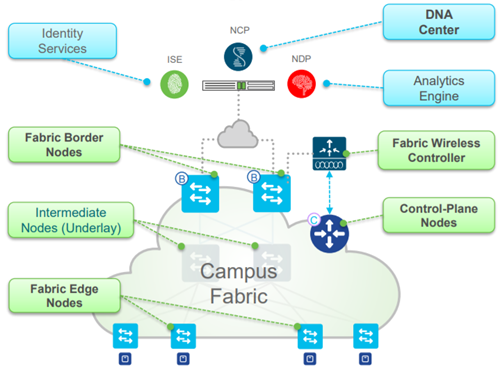 NCP
DNA
Center
Identity
Services
ISE
NDP
Analytics
Engine
Fabric Border
Nodes
Fabric Wireless
Controller
B
B
Intermediate
Nodes (Underlay)
C
Control-Plane
Nodes
Campus
Fabric
Fabric Edge
Nodes